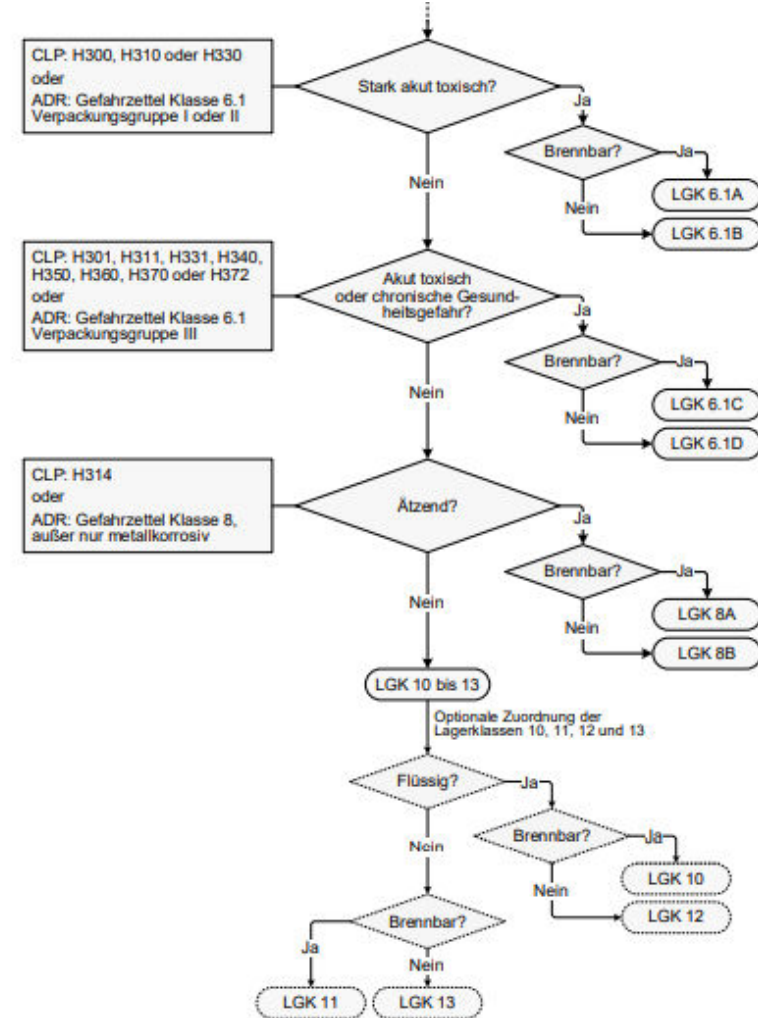 CLP: H300, H310 oder H330
oder
ADR: Gefahrzettel Klasse 6.1
Verpackungsgruppe I oder II
Stark akut toxisch?
Ja
Brennbar?
Ja
LGK 6.1A
Nein
LGK 6.1B
Nein
CLP: H301, H311, H331, H340,
H350, H360, H370 oder H372
oder
ADR: Gefahrzettel Klasse 6.1
Verpackungsgruppe III
Akut toxisch
oder chronische Gesund-
heitsgefahr?
Ja
Brennbar?
Ja
LGK 6.1C
Nein
LGK 6.1D
Nein
CLP: H314
oder
ADR: Gefahrzettel Klasse 8,
außer nur metallkorrosiv
Ätzend?
Ja
Brennbar?
Ja
LGK 8A
Nein
LGK 8B
Nein
LGK 10 bis 13
Optionale Zuordnung der
Lagerklassen 10, 11, 12 und 13
Flüssig?
Ja
Brennbar?
Ja
LGK 10
Nein
LGK 12
Nein
Brennbar?
Ja
Nein
LGK 11
LGK 13